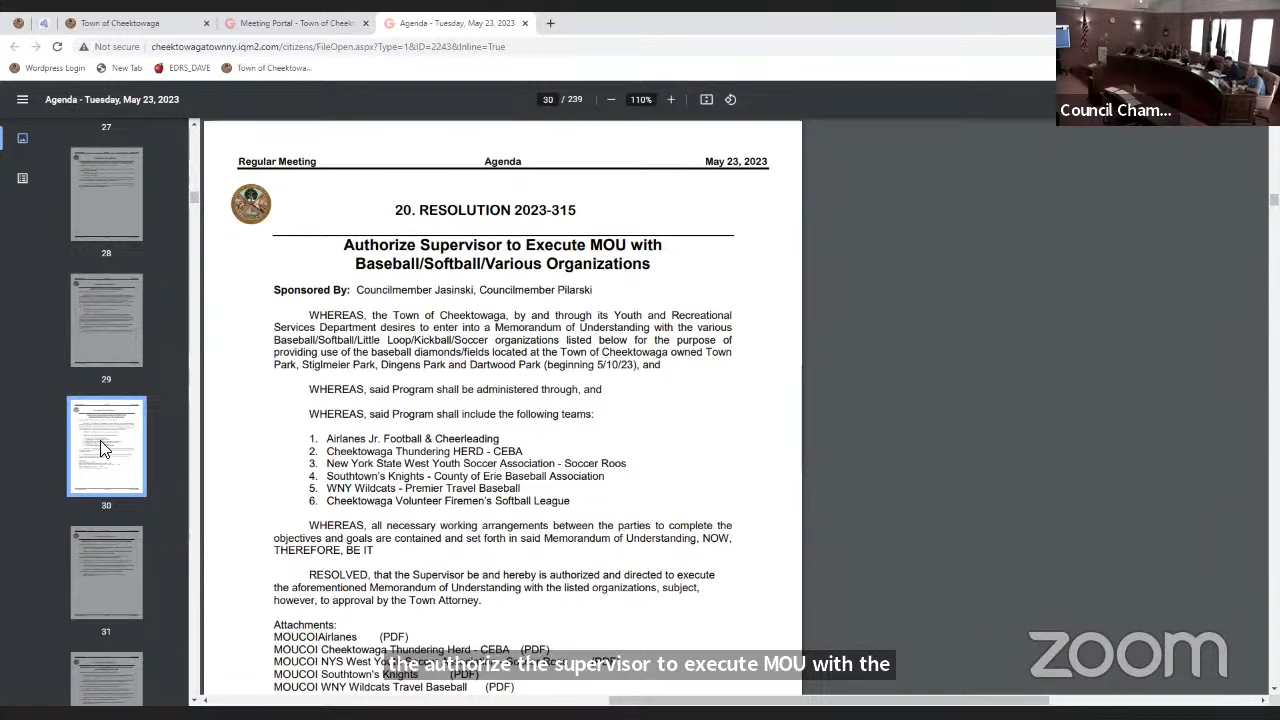 Town of Cheektowaga
Meeting Portal - Town of Cheekt
Agenda - Tuesday, May 23, 2023
Not secure
cheektowagatownny.iqm2.com/citizens/FileOpen.aspx?Type=1&ID=2243&Inline=True
Wordpress Login
New Tab
EDRS_DAVE
Town of Cheektowa...
Council Cham...
Agenda - Tuesday, May 23, 2023
30 / 239
110%
27
28
29
30
31
Regular Meeting
Agenda
May 23, 2023
20. RESOLUTION 2023-315
Authorize Supervisor to Execute MOU with
Baseball/Softball/Various Organizations
Sponsored By: Councilmember Jasinski, Councilmember Pilarski
WHEREAS, the Town of Cheektowaga, by and through its Youth and Recreational
Services Department desires to enter into a Memorandum of Understanding with the various
Baseball/Softball/Little Loop/Kickball/Soccer organizations listed below for the purpose of
providing use of the baseball diamonds/fields located at the Town of Cheektowaga owned Town
Park, Stiglmeier Park, Dingens Park and Dartwood Park (beginning 5/10/23), and
WHEREAS, said Program shall be administered through, and
WHEREAS, said Program shall include the following teams:
1. Airlanes Jr. Football & Cheerleading
2. Cheektowaga Thundering HERD - CEBA
3. New York State West Youth Soccer Association - Soccer Roos
4. Southtown's Knights - County of Erie Baseball Association
5. WNY Wildcats - Premier Travel Baseball
6. Cheektowaga Volunteer Firemen's Softball League
WHEREAS, all necessary working arrangements between the parties to complete the
objectives and goals are contained and set forth in said Memorandum of Understanding, NOW,
THEREFORE, BE IT
RESOLVED, that the Supervisor be and hereby is authorized and directed to execute
the aforementioned Memorandum of Understanding with the listed organizations, subject,
however, to approval by the Town Attorney.
Attachments:
MOUCOIAirlanes (PDF)
MOUCOI Cheektowaga Thundering Herd - CEBA (PDF)
MOUCOI NYS West
MOUCOI Southtown's Knights (PDF)
MOUCOI WNY Wildcats Travel Baseball (PDF)
the authorize the supervisor to execute MOU with the
zoom